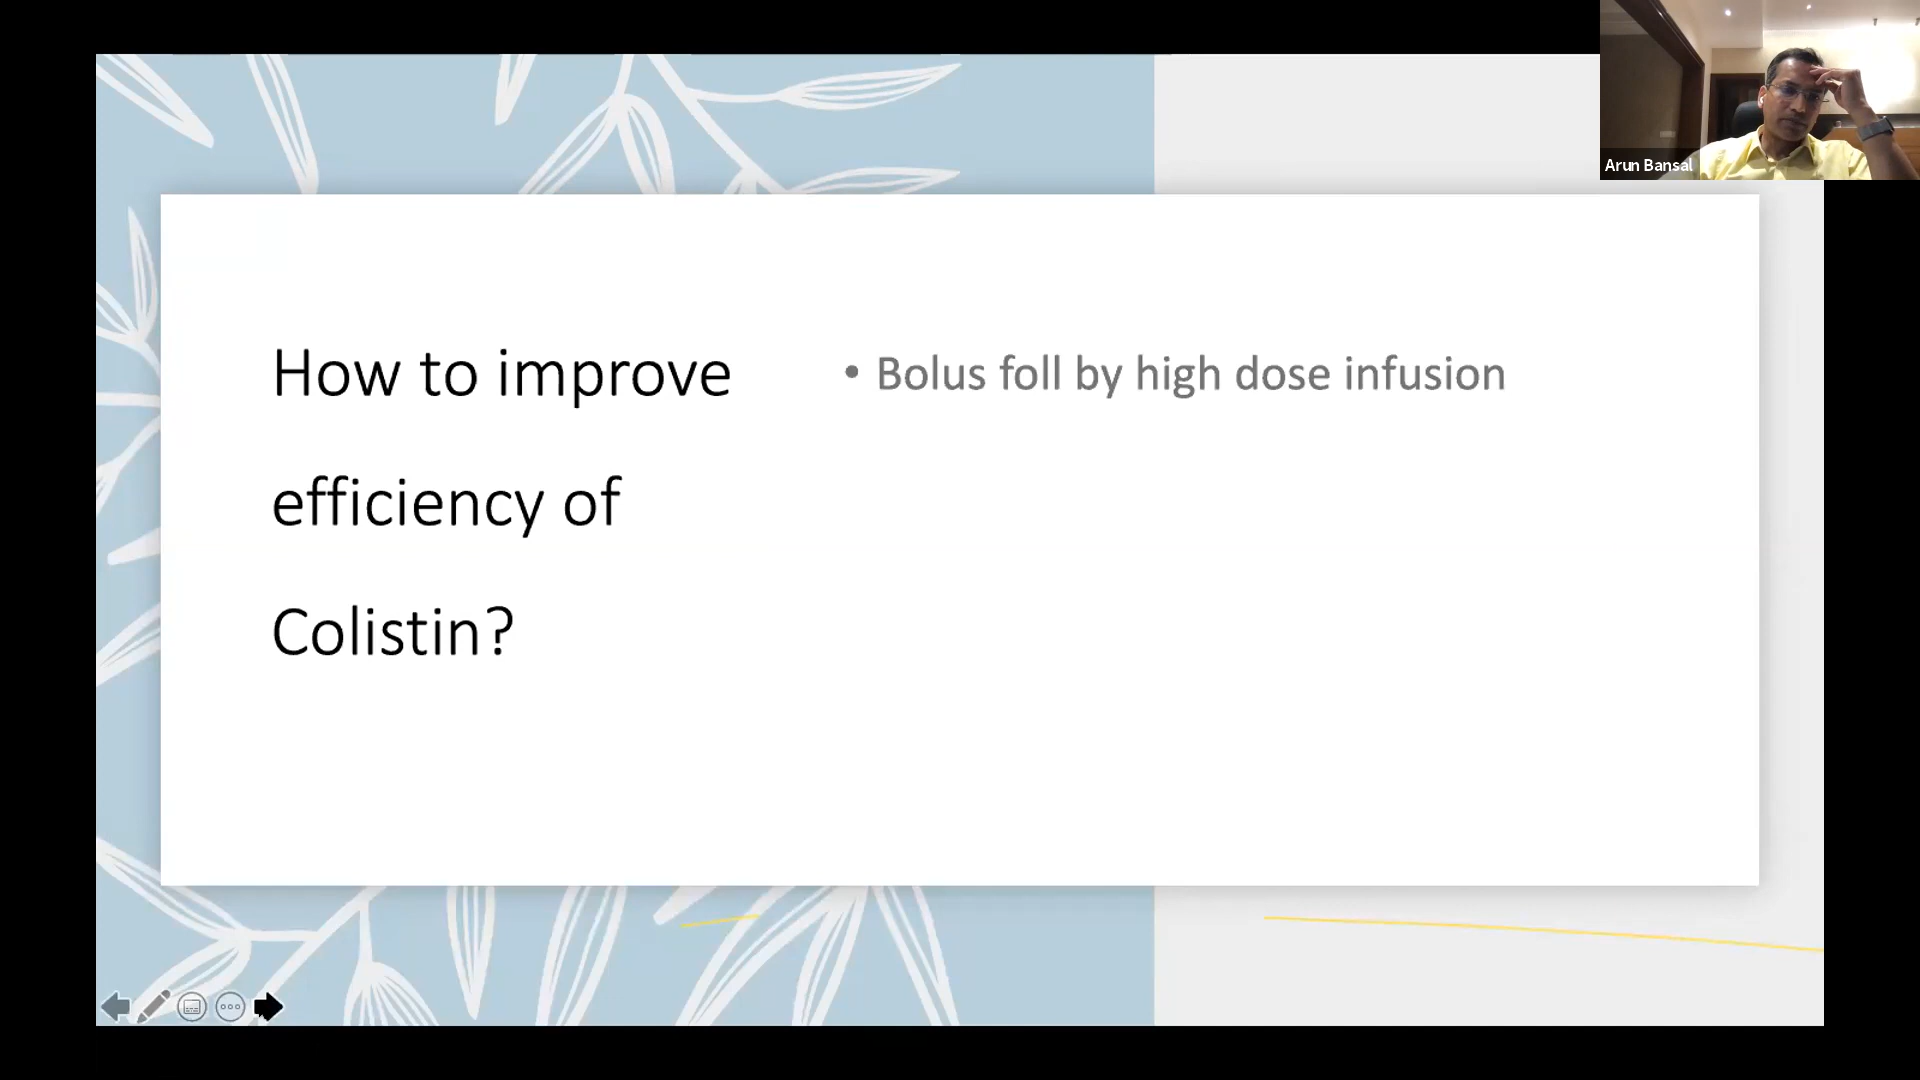 Arun Bansal
How to improve
efficiency of
Colistin?
• Bolus foll by high dose infusion